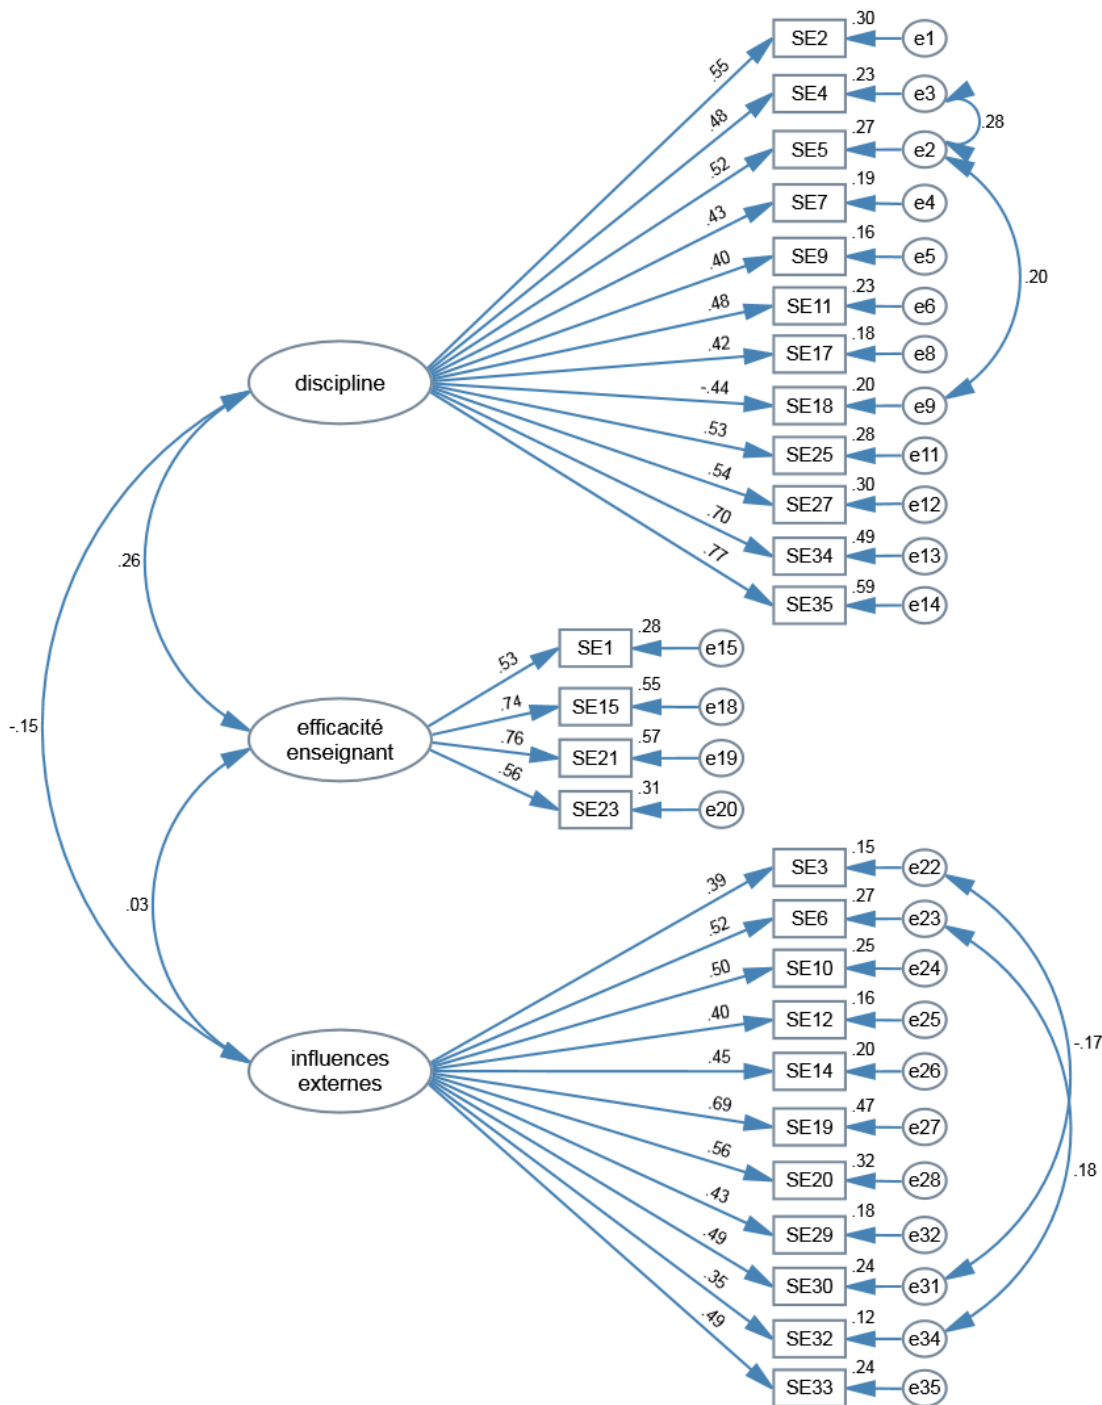 .55
SE2
.30
e1
.48
SE4
.23
e3
.28
.52
SE5
.27
e2
.43
SE7
.19
e4
.40
SE9
.16
e5
.20
.48
SE11
.23
e6
.42
SE17
.18
e8
discipline
-.44
SE18
.20
e9
.53
SE25
.28
e11
.54
SE27
.30
e12
.70
SE34
.49
e13
.77
SE35
.59
e14
.26
.53
SE1
.28
e15
.74
SE15
.55
e18
-.15
efficacité
enseignant
.76
SE21
.57
e19
.56
SE23
.31
e20
.03
.39
SE3
.15
e22
.52
SE6
.27
e23
.50
SE10
.25
e24
.40
SE12
.16
e25
-.17
influences
externes
.45
SE14
.20
e26
.69
SE19
.47
e27
.56
SE20
.32
e28
.18
.43
SE29
.18
e32
.49
SE30
.24
e31
.35
SE32
.12
e34
.49
SE33
.24
e35